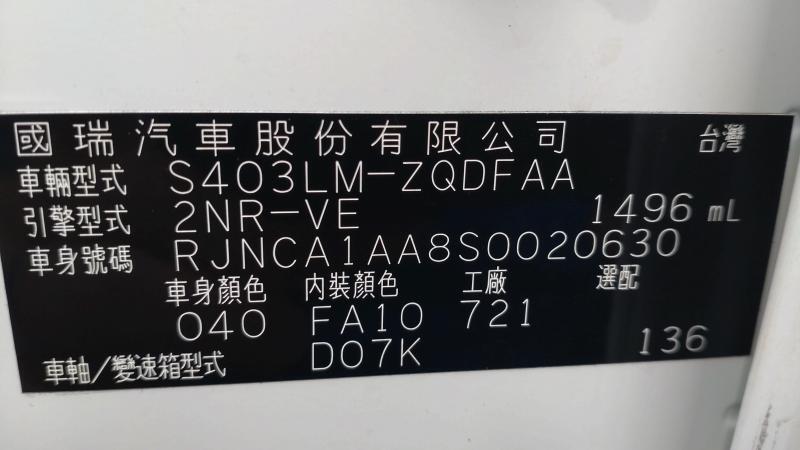 國瑞汽車股份有限公司 台灣
車輛型式 S403LM-ZQDFAA
引擎型式 2NR-VE 1496 mL
車身號碼 RJNCA1AA8S0020630
車身顏色 內裝顏色 工廠 選配
040 FA10 721
車軸/變速箱型式 D07K 136